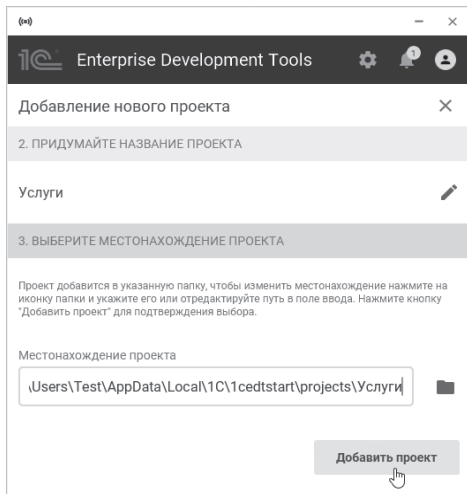 1C Enterprise Development Tools 1
Добавление нового проекта
2. ПРИДУМАЙТЕ НАЗВАНИЕ ПРОЕКТА
Услуги
3. ВЫБЕРИТЕ МЕСТОНАХОЖДЕНИЕ ПРОЕКТА
Проект добавится в указанную папку, чтобы изменить местонахождение нажмите на
иконку папки и укажите его или отредактируйте путь в поле ввода. Нажмите кнопку
"Добавить проект" для подтверждения выбора.
Местонахождение проекта
\Users\Test\AppData\Local\1C\1cedtstart\projects\Услуги
Добавить проект